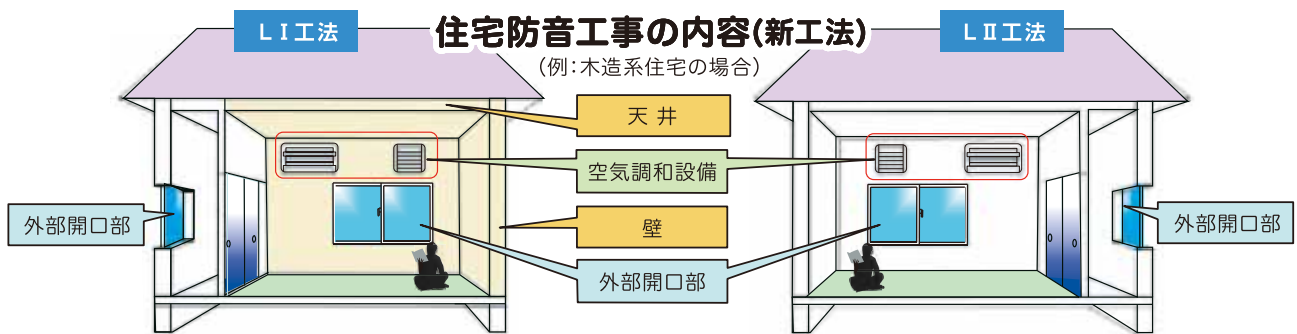 LⅠ工法
住宅防音工事の内容(新工法)
LⅡ工法
(例:木造系住宅の場合)
天井
空気調和設備
外部開口部
壁
外部開口部
外部開口部